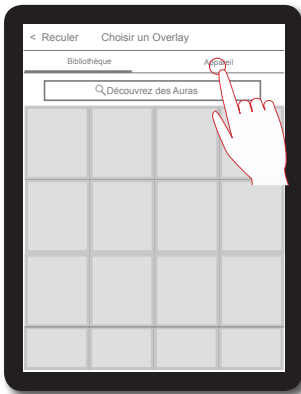 < Reculer Choisir un Overlay
Bibliothèque Appareil
Découvrez des Auras